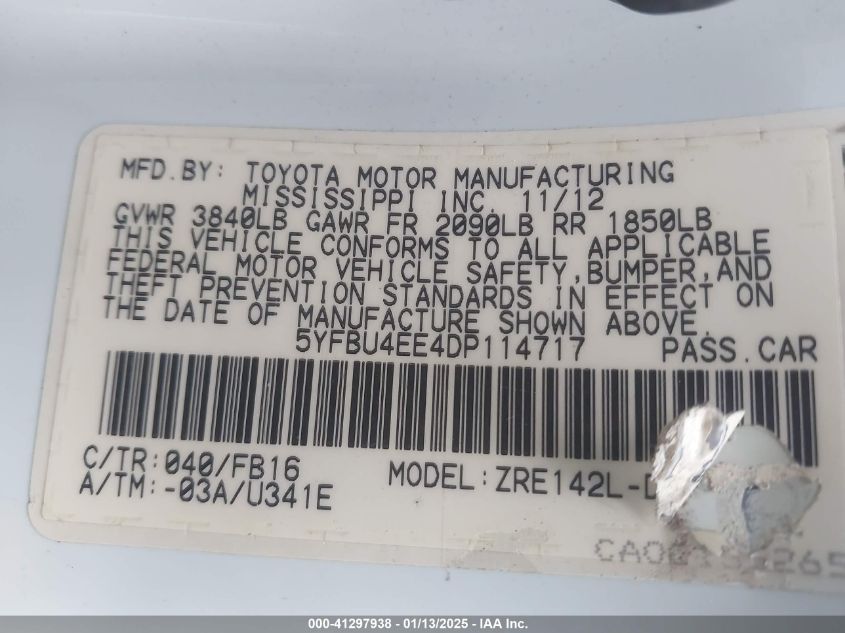 MFD.BY: TOYOTA MOTOR MANUFACTURING
MISSISSIPPI INC. 11/12
GVWR 3840LB GAWR FR 2090LB RR 1850LB
THIS VEHICLE CONFORMS TO ALL APPLICABLE
FEDERAL MOTOR VEHICLE SAFETY,BUMPER,AND
THEFT PREVENTION STANDARDS IN EFFECT ON
THE DATE OF MANUFACTURE SHOWN ABOVE.
5YFBU4EE4DP114717 PASS.CAR
C/TR:040/FB16
A/TM:-03A/U341E
MODEL:
000-41297938 — 01/13/2025 — IAA Inc.